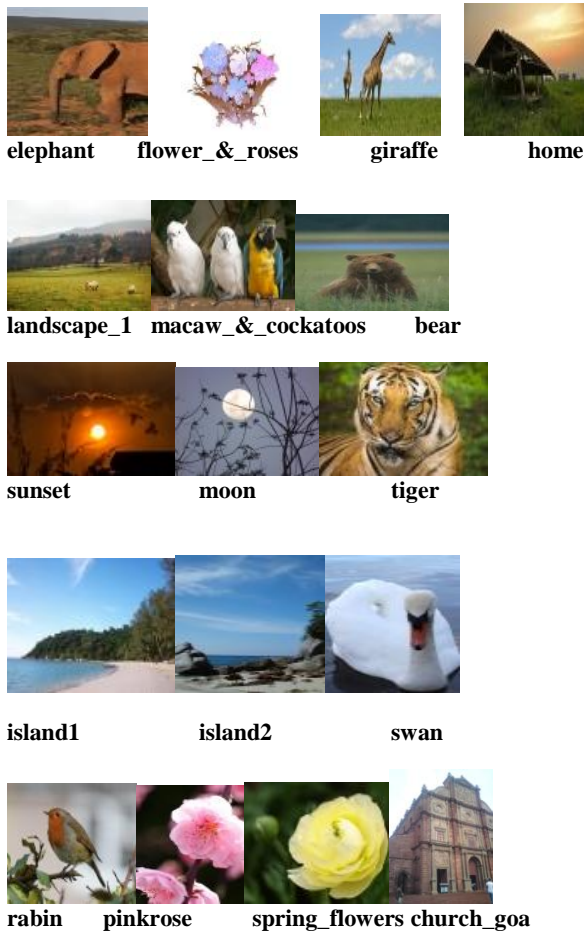 elephant flower_&_roses giraffe home
landscape_1 macaw_&_cockatoos bear
sunset moon tiger
island1 island2 swan
rabin pinkrose spring_flowers church_goa